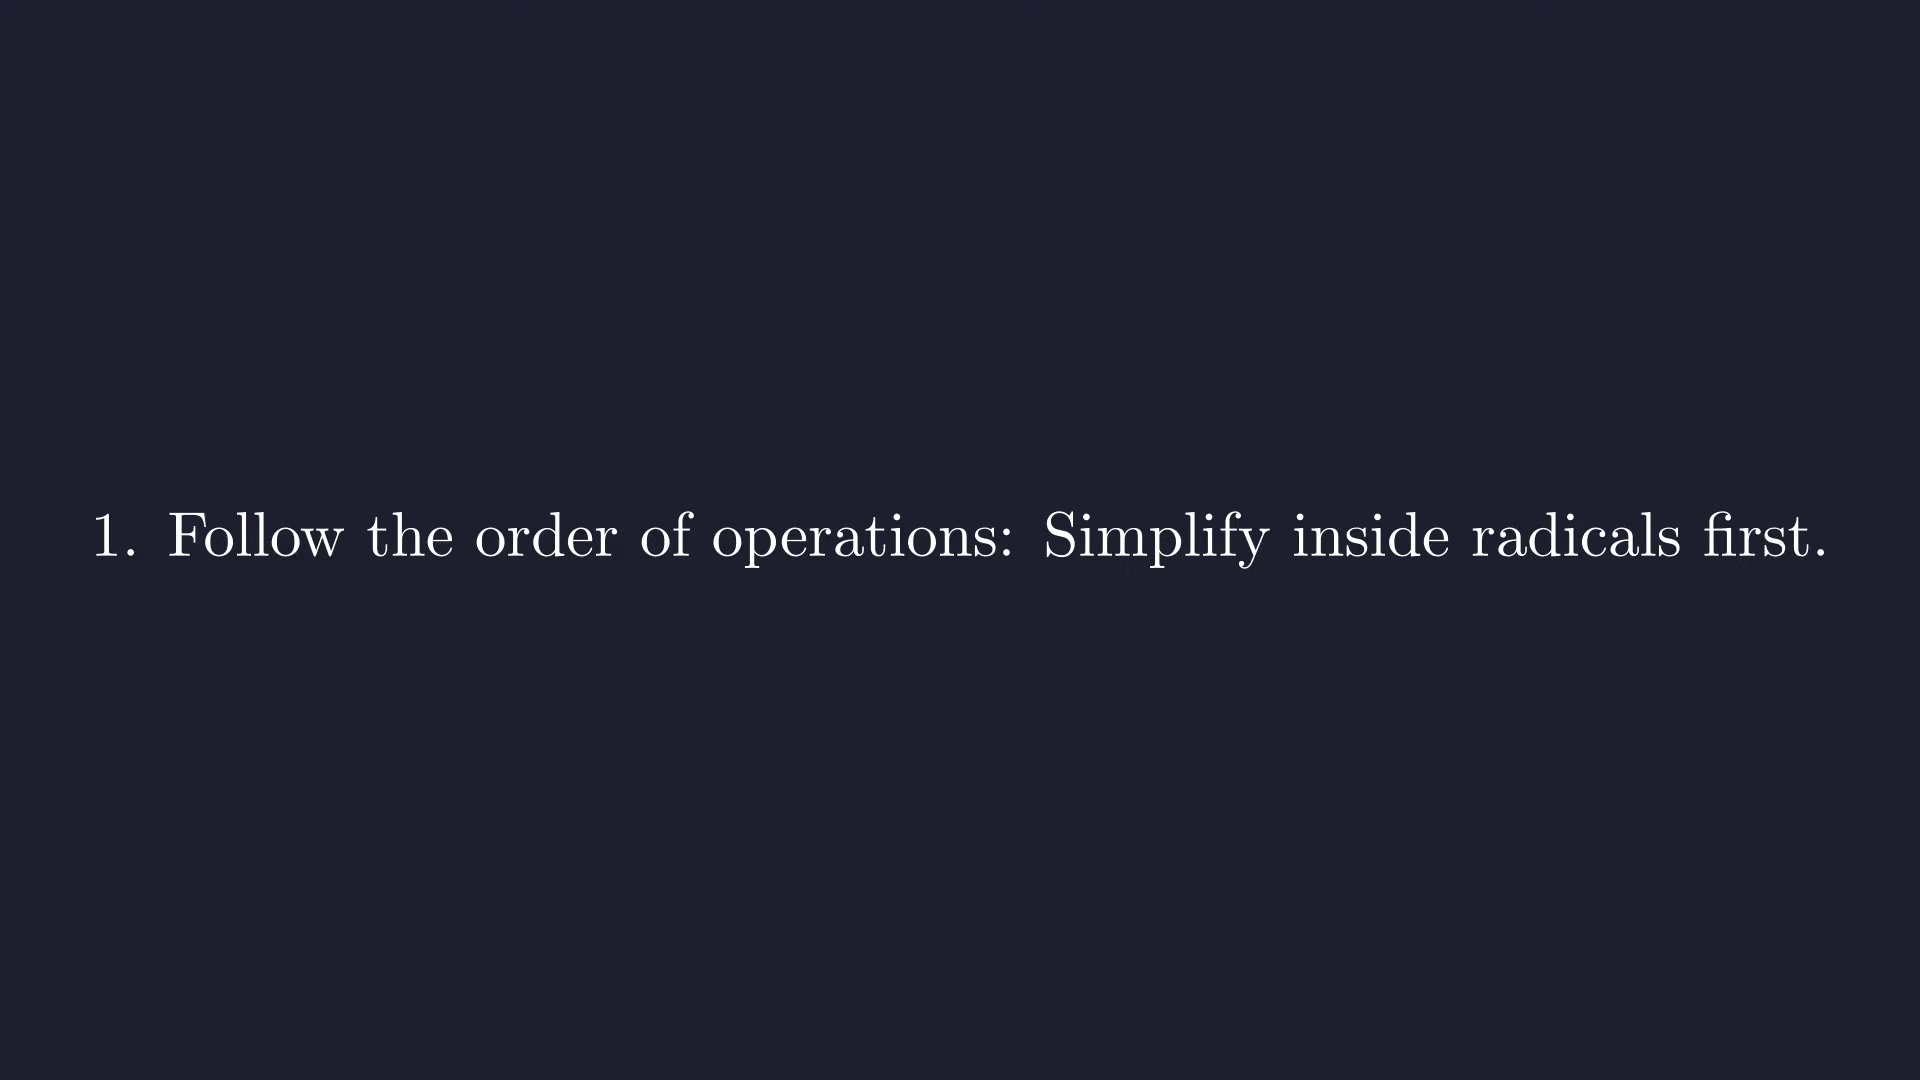 1. Follow the order of operations: Simplify inside radicals first.